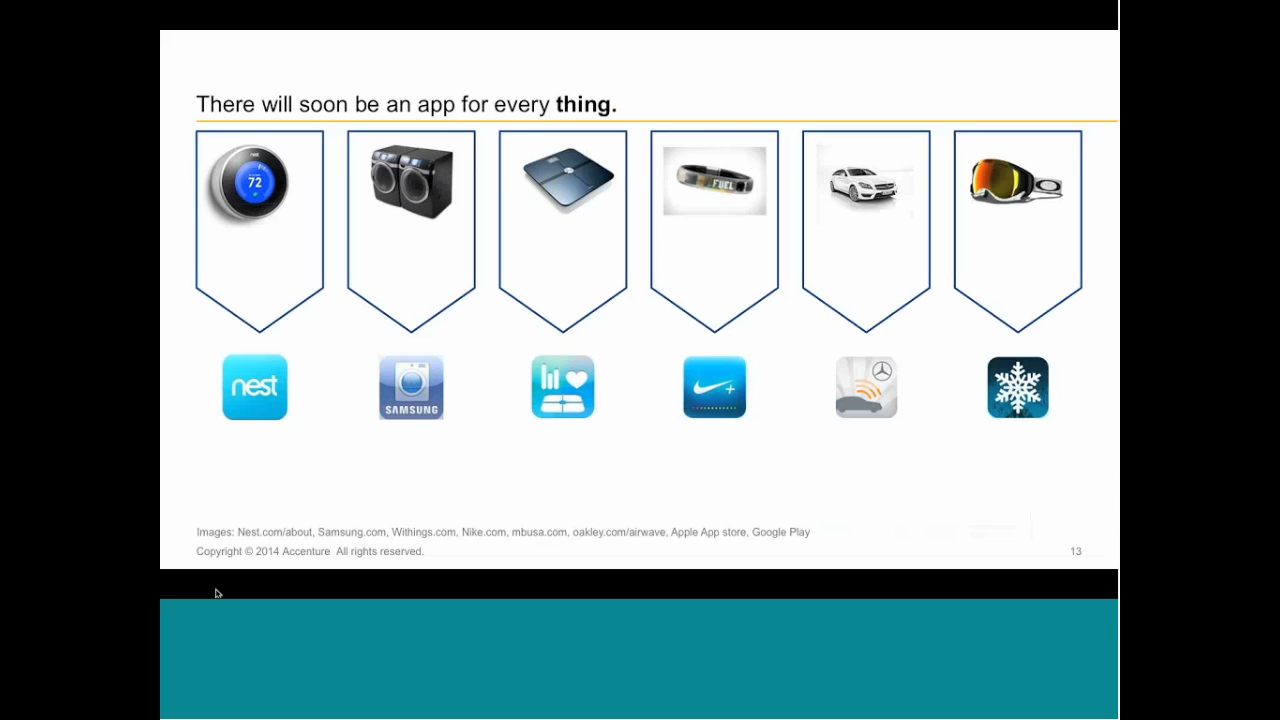 There will soon be an app for every thing.
nest
72
FUEL
nest
SAMSUNG
Images: Nest.com/about, Samsung.com, Withings.com, Nike.com, mbusa.com, oakley.com/airwave, Apple App store, Google Play
Copyright © 2014 Accenture All rights reserved.
13